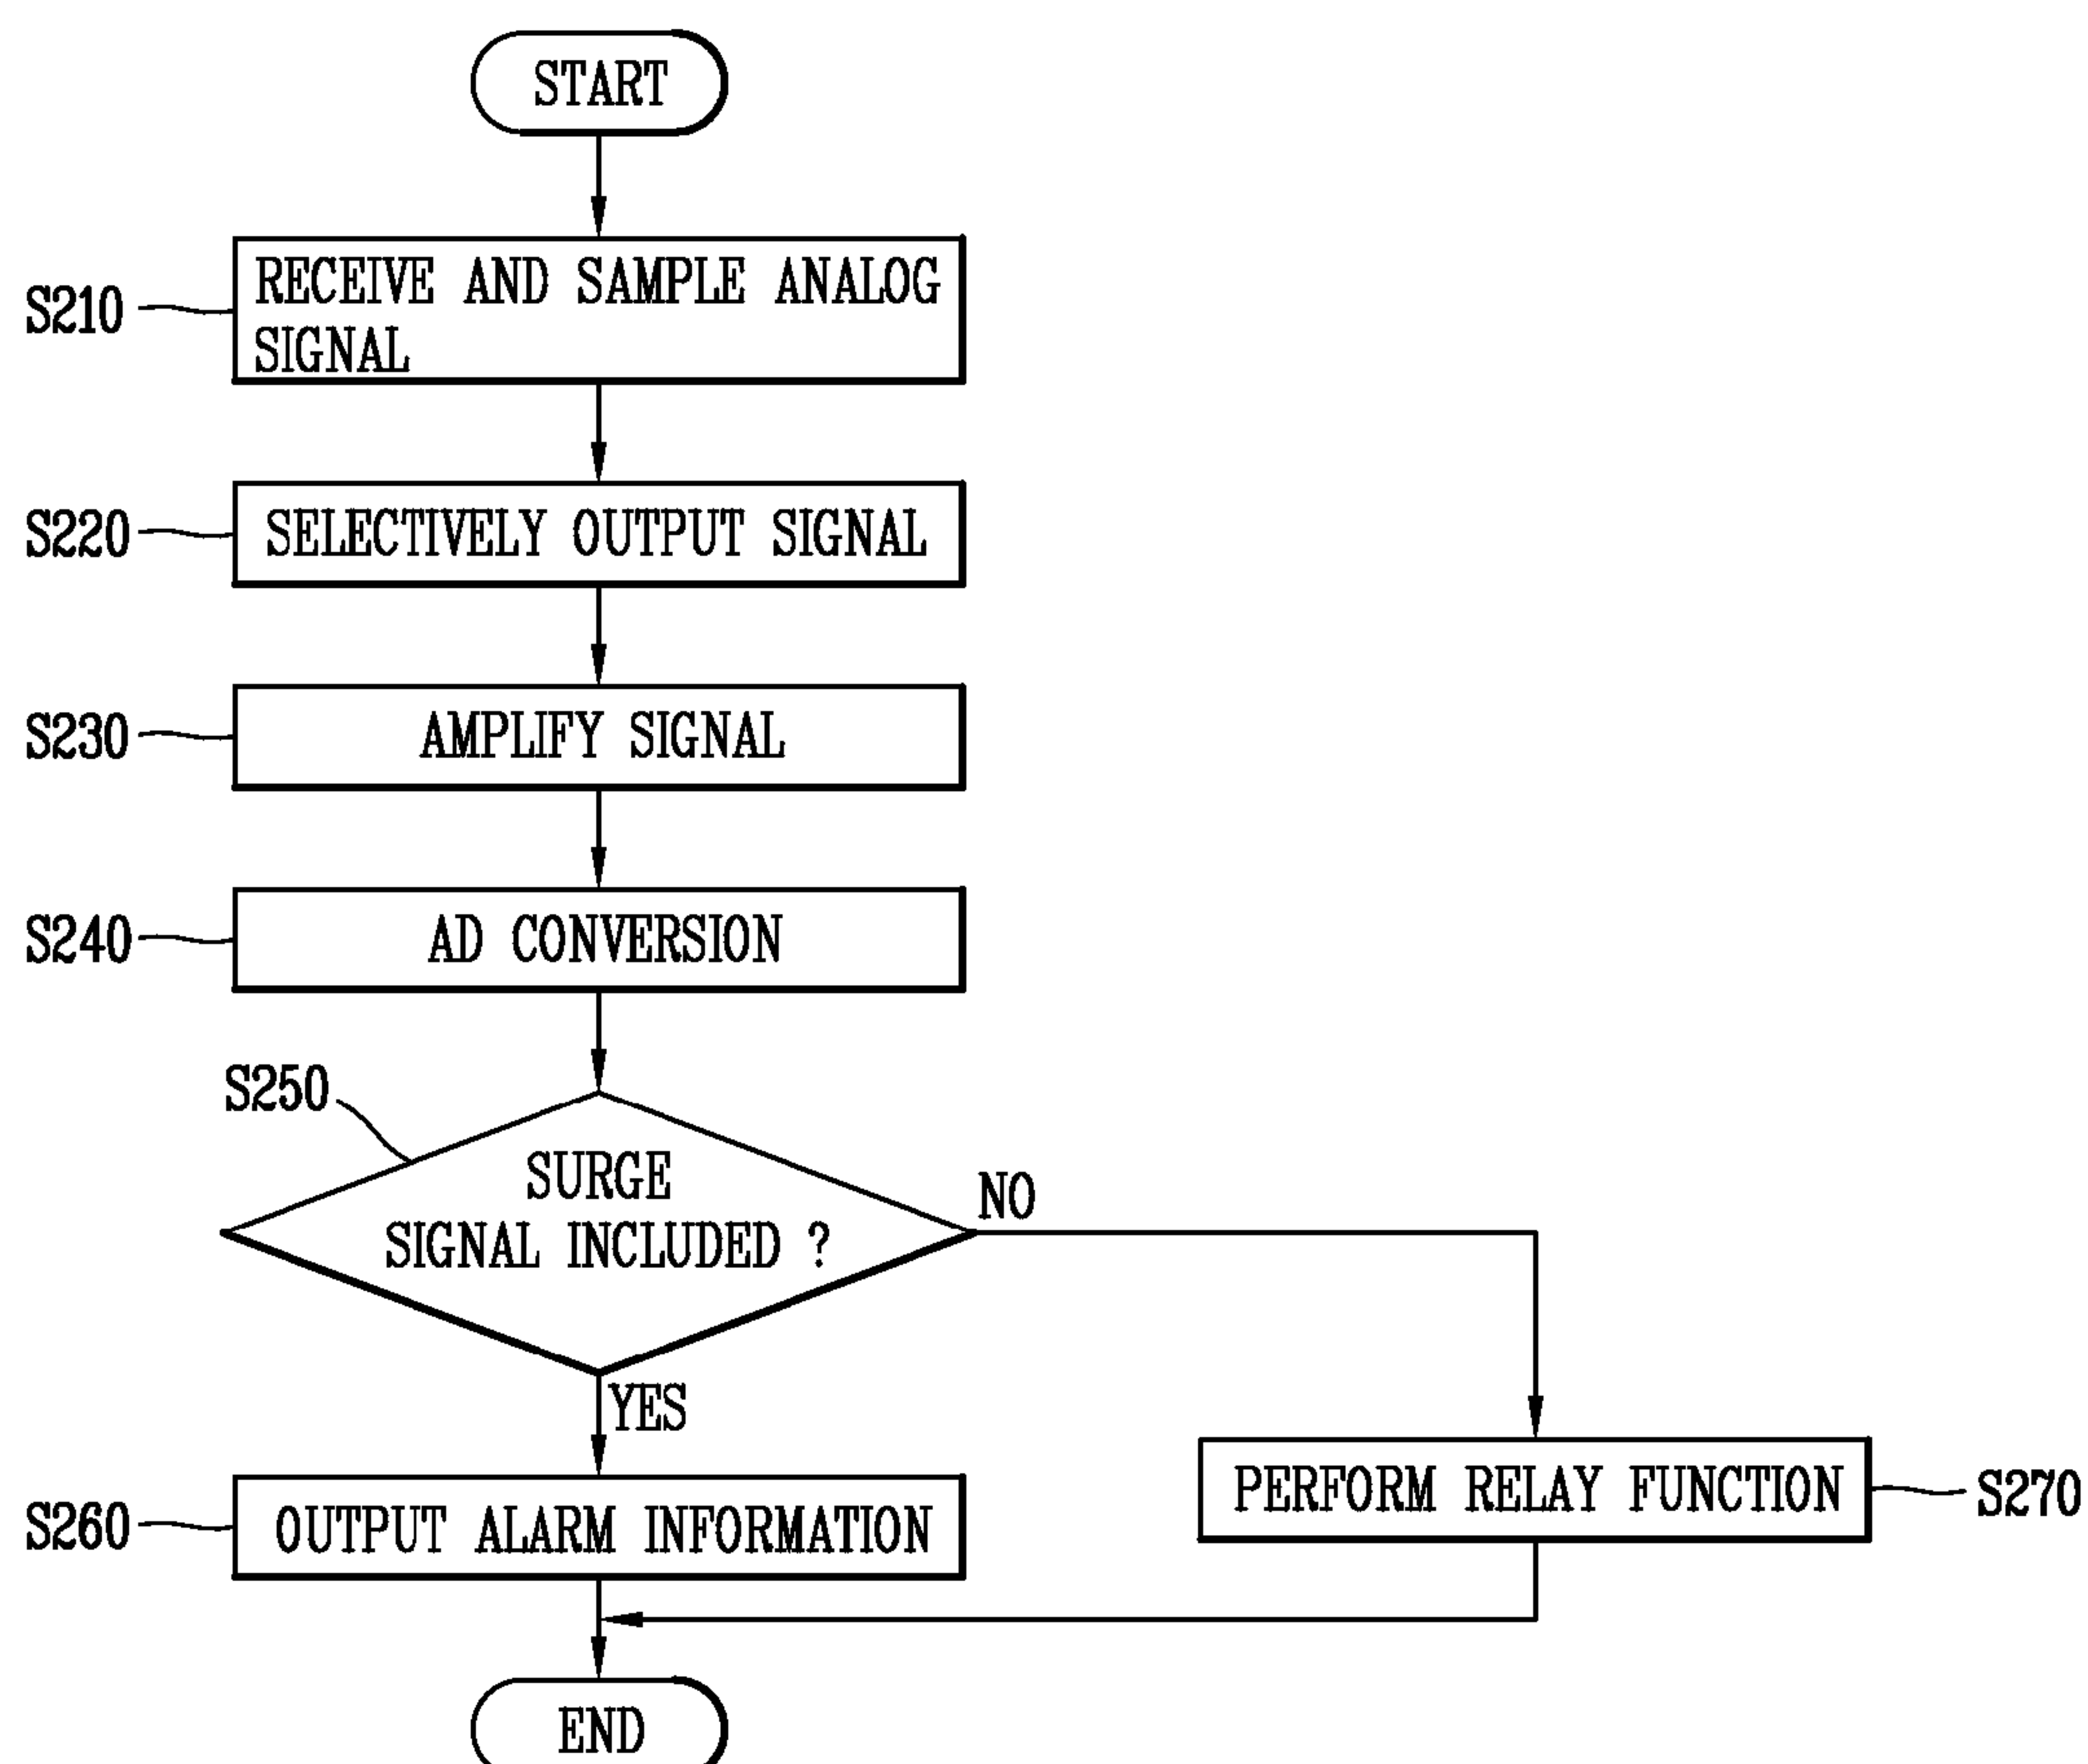 START
S210
RECEIVE AND SAMPLE ANALOG
SIGNAL
S220
SELECTIVELY OUTPUT SIGNAL
S230
AMPLIFY SIGNAL
S240
AD CONVERSION
S250
SURGE
SIGNAL INCLUDED ?
NO
YES
S260
OUTPUT ALARM INFORMATION
PERFORM RELAY FUNCTION
S270
END